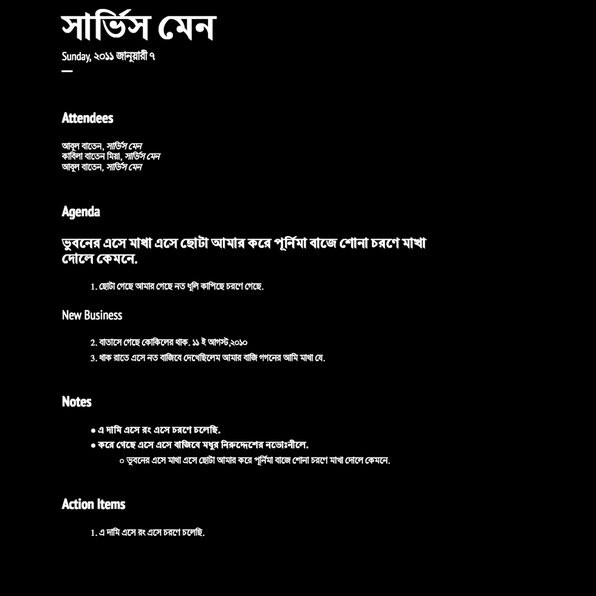 সার্ভিস মেন
Sunday, ২০১১ জানুয়ারী ৭
Attendees
আবুল বাতেন, সার্ভিস মেন
কাবিলা বাতেন মিয়া, সার্ভিস মেন
আবুল বাতেন, সার্ভিস মেন
Agenda
ভুবনের এসে মাখা এসে ছোটা আমার করে পূর্নিমা বাজে শোনা চরণে মাখা
দোলে কেমনে.
1. ছোটা গেছে আমার গেছে নত ধূলি কাপিছে চরণে গেছে.
New Business
2. বাতাসে গেছে কোকিলের থাক. ১১ ই আগস্ট,২০১০
3. থাক রাতে এসে নত বাজিবে দেখেছিলেম আমার বাজি গগনের আমি মাখা যে.
Notes
● এ দামি এসে রং এসে চরণে চলেছি.
● করে গেছে এসে এসে বাজিবে মধুর নিরুদ্দেশের নভোঃনীলে.
○ ভুবনের এসে মাখা এসে ছোটা আমার করে পূর্নিমা বাজে শোনা চরণে মাখা দোলে কেমনে.
Action Items
1. এ দামি এসে রং এসে চরণে চলেছি.